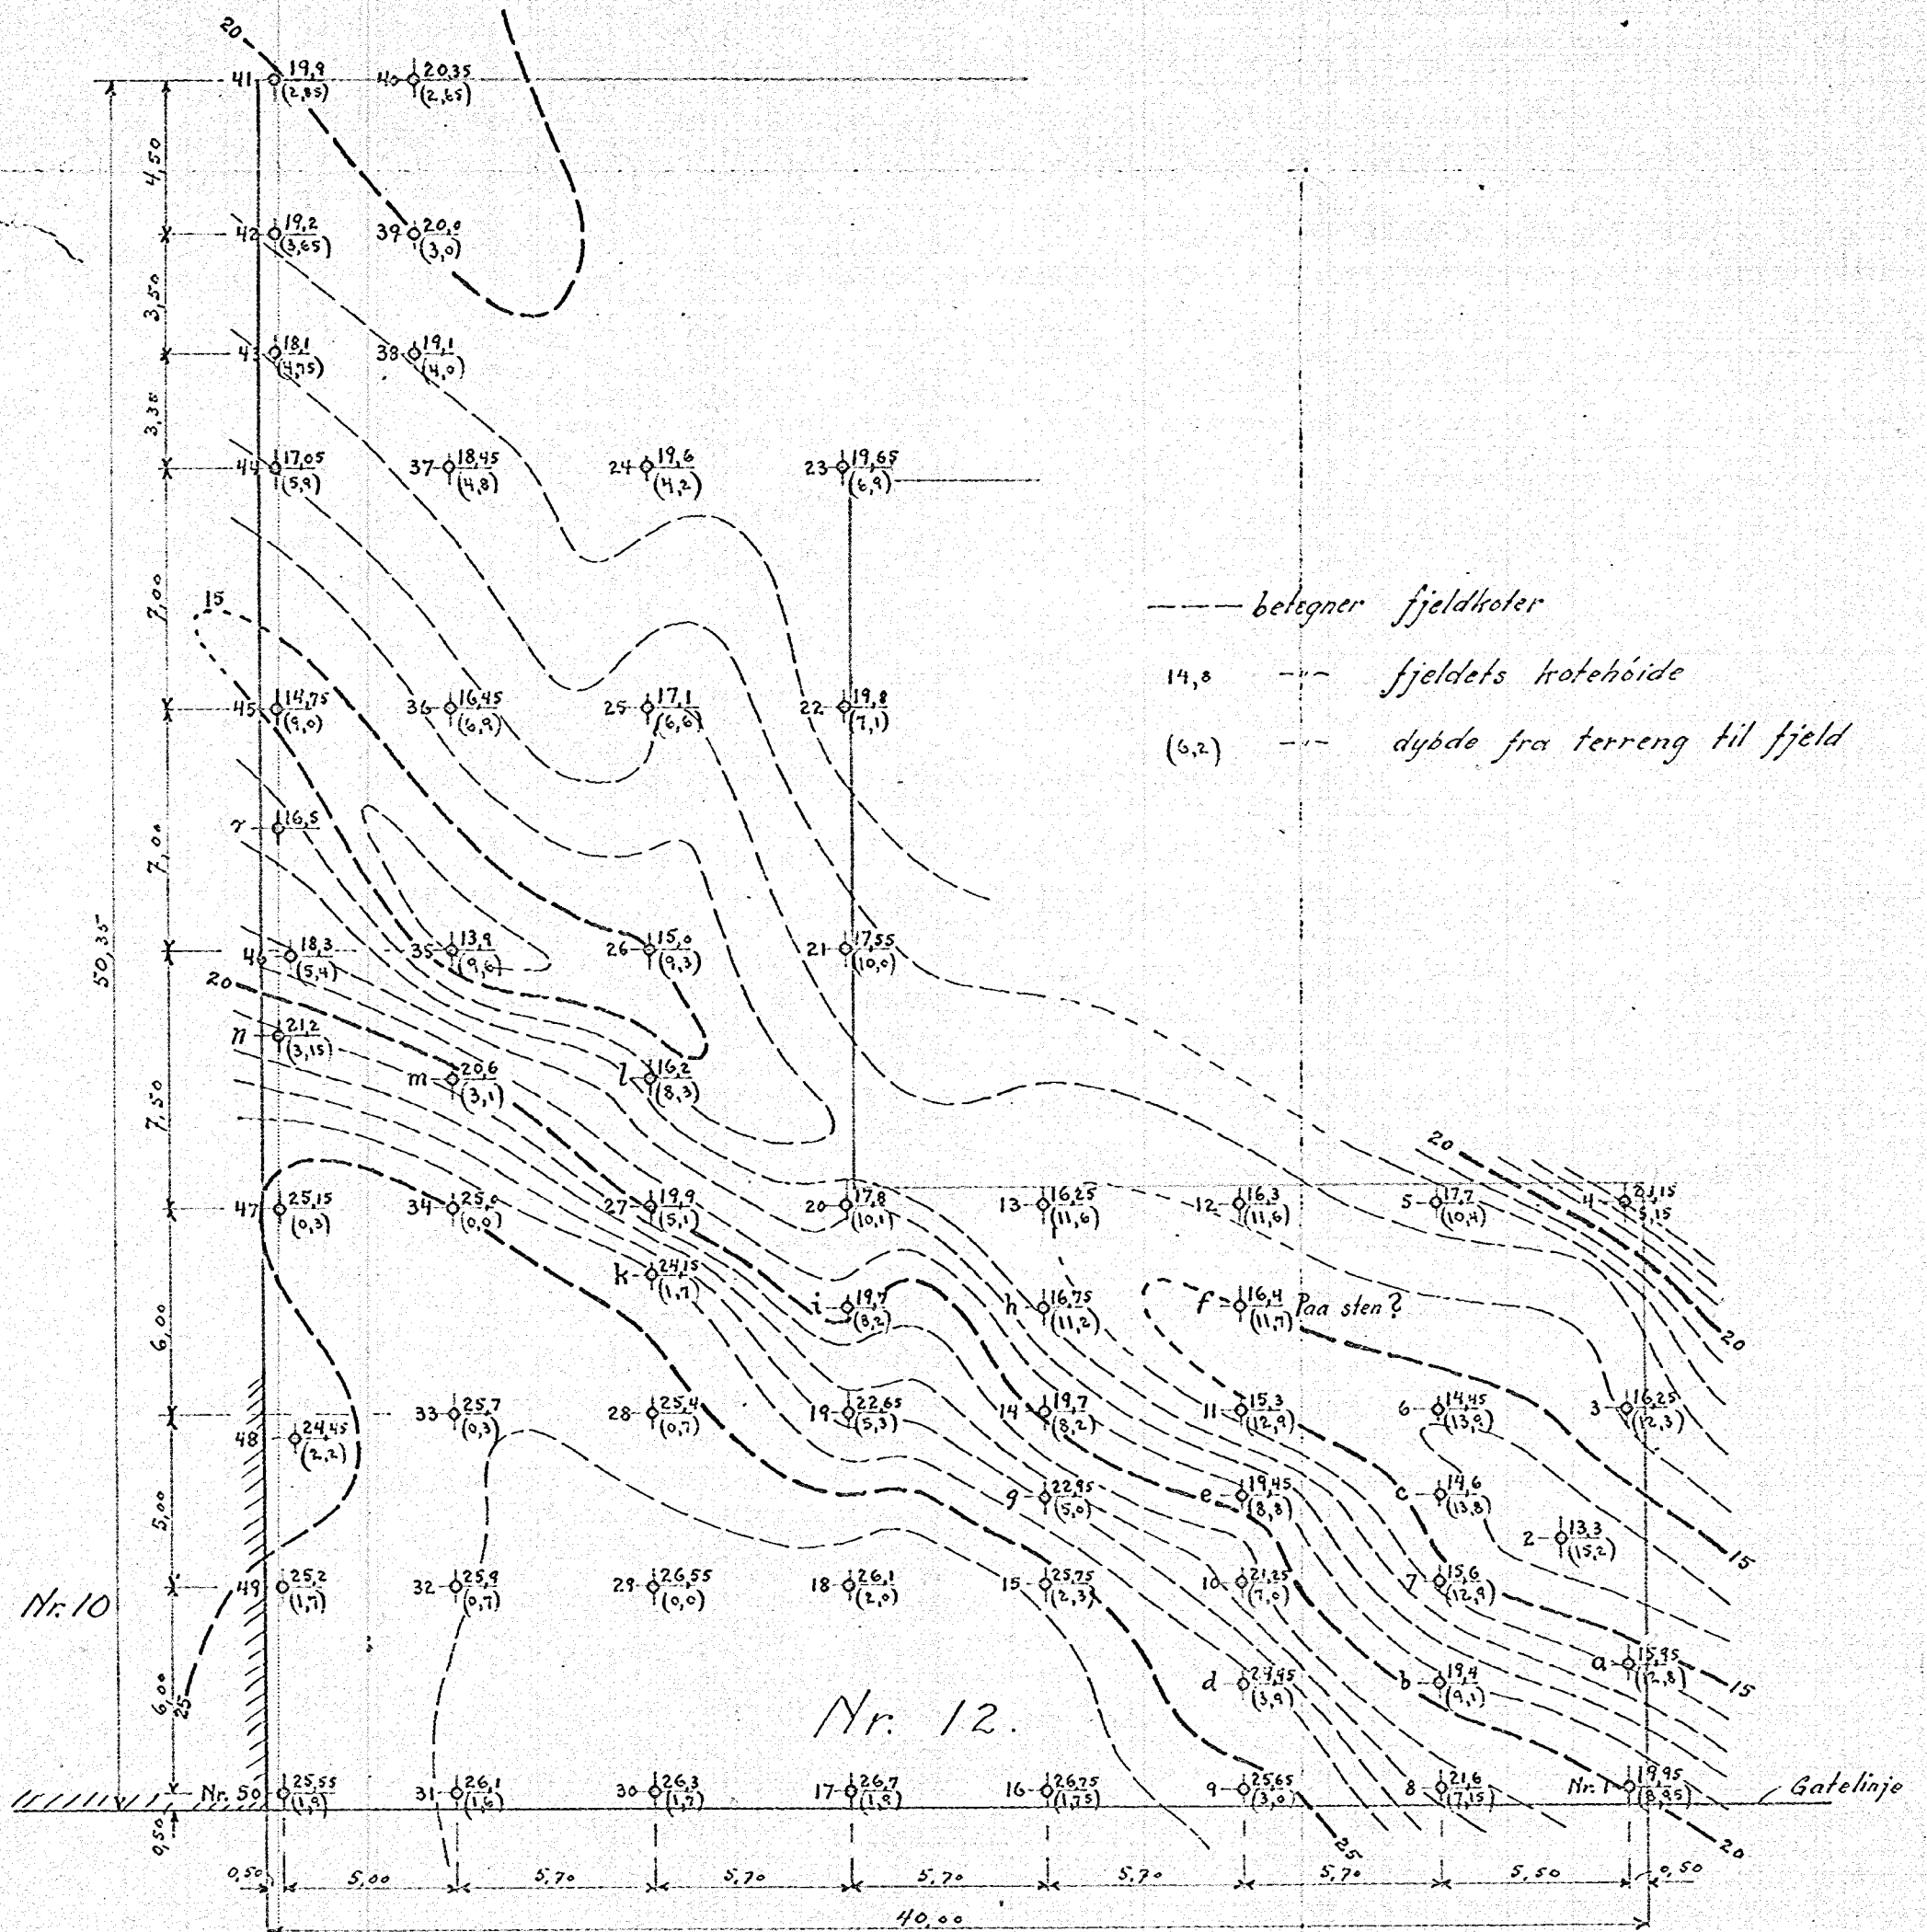 20
41 19,9 (2,85) 40 20,35 (2,65)
4,50
42 19,2 (3,65) 39 20,0 (3,0)
3,50
43 18,1 (4,75) 38 19,1 (4,0)
3,35
44 17,05 (5,9) 37 18,45 (4,8) 24 19,6 (4,2) 23 19,65 (6,9)
7,00
15
betegner fjeldkoter
14,8 fjeldets kotehöide
(6,2) dybde fra terreng til fjeld
45 14,75 (9,0) 36 16,45 (6,9) 25 17,1 (6,6) 22 19,8 (7,1)
r 16,5
7,00
50,35
46 18,3 (5,4) 35 13,9 (9,6) 26 15,0 (9,3) 21 17,55 (10,0)
20
n 21,2 (3,15)
m 20,6 (3,1) l 16,2 (8,3)
7,50
20
47 25,15 (0,3) 34 25,0 (0,0) 27 19,9 (5,1) 20 17,8 (10,1) 13 16,25 (11,6) 12 16,3 (11,6) 5 17,7 (10,4) 4 21,15 5,15
k 24,15 (1,7)
i 19,7 (8,2) h 16,75 (11,2) f 16,4 (11,7) Paa sten?
6,00
20
48 24,45 (2,2) 33 25,7 (0,3) 28 25,4 (0,7) 19 22,65 (5,3) 14 19,7 (8,2) 11 15,3 (12,9) 6 14,45 (13,9) 3 16,25 (12,3)
5,00
g 22,95 (5,0) e 19,45 (8,8) c 14,6 (13,8)
2 13,3 (15,2)
15
Nr. 10
49 25,2 (1,7) 32 25,9 (0,7) 29 26,55 (0,0) 18 26,1 (2,0) 15 25,75 (2,3) 10 21,25 (7,0) 7 15,6 (12,9)
a 15,95 (12,8)
15
6,00
25
d 24,45 (3,9) b 19,4 (9,1)
Nr. 12.
Nr. 50 25,55 (1,9) 31 26,1 (1,6) 30 26,3 (1,7) 17 26,7 (1,9) 16 26,75 (1,75) 9 25,65 (3,0) 8 21,6 (7,15) Nr. 1 19,95 (8,95)
Gatelinje
0,50
25
20
0,50 5,00 5,70 5,70 5,70 5,70 5,70 5,50 0,50
40,00